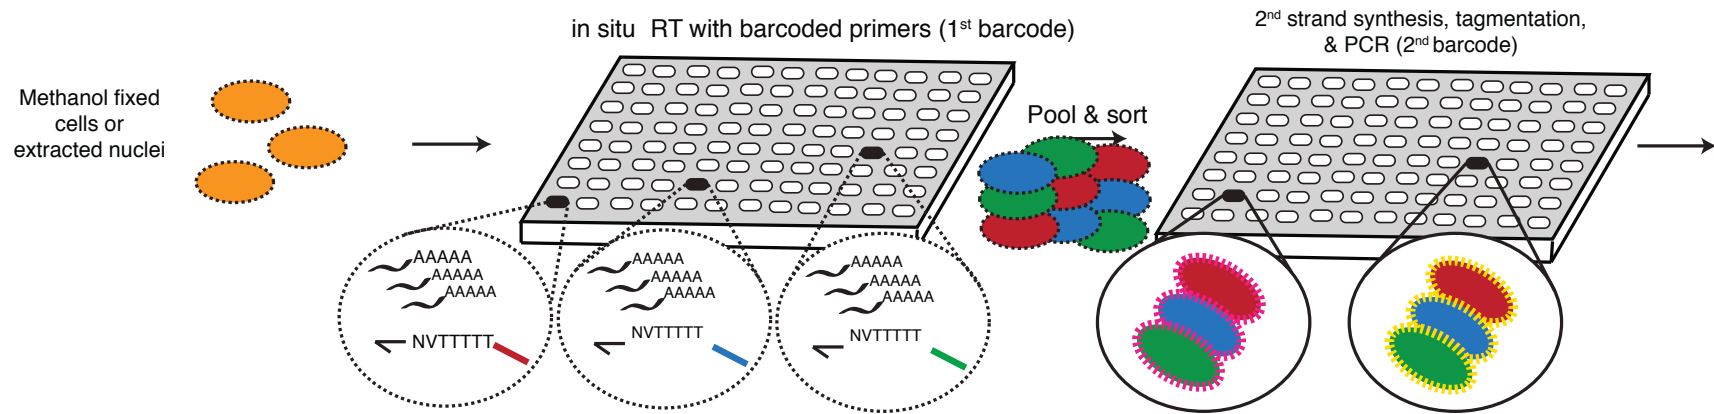 Methanol fixed
cells or
extracted nuclei
in situ RT with barcoded primers (1st barcode)
AAAAA
AAAAA
AAAAA
NVTTTTT
AAAAA
AAAAA
AAAAA
NVTTTTT
AAAAA
AAAAA
AAAAA
NVTTTTT
Pool & sort
2nd strand synthesis, tagmentation,
& PCR (2nd barcode)